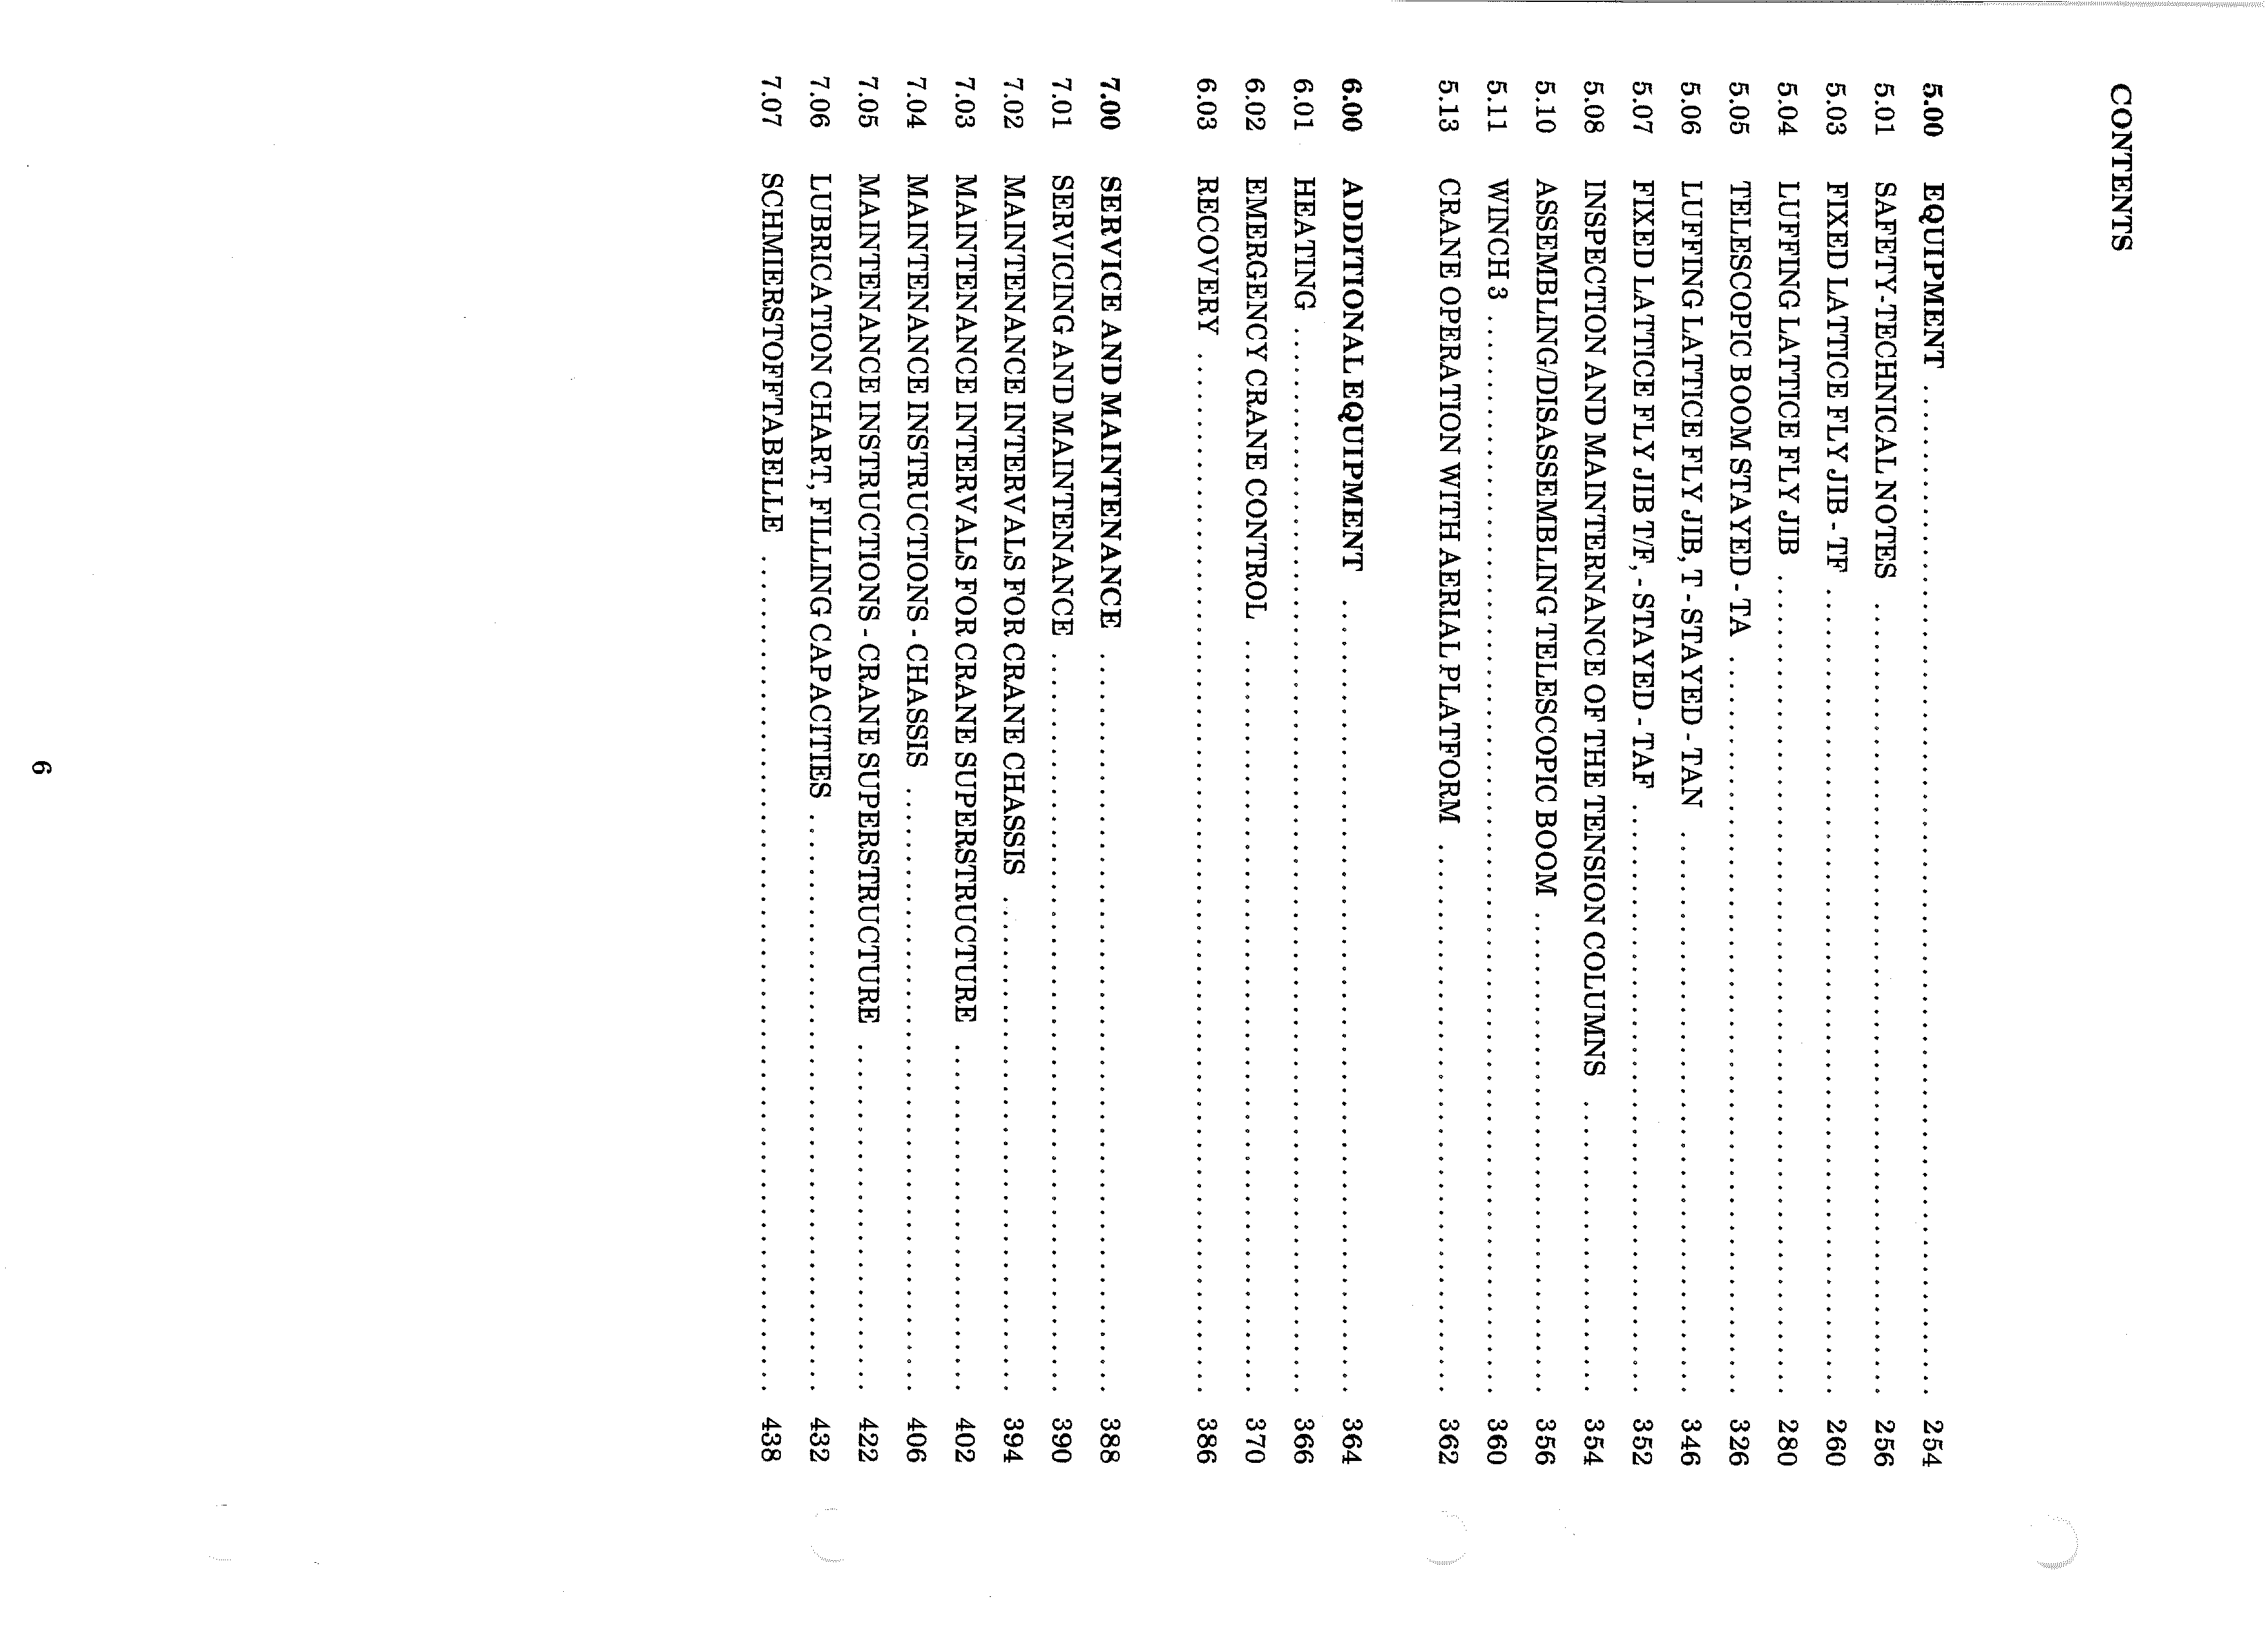 CONTENTS
5.00 EQUIPMENT ........ 254
5.01 SAFETY-TECHNICAL NOTES ........ 256
5.03 FIXED LATTICE FLY JIB - TF ........ 260
5.04 LUFFING LATTICE FLY JIB ........ 280
5.05 TELESCOPIC BOOM STAYED - TA ........ 326
5.06 LUFFING LATTICE FLY JIB, T - STAYED - TAN ........ 346
5.07 FIXED LATTICE FLY JIB T/F, - STAYED - TAF ........ 352
5.08 INSPECTION AND MAINTERNANCE OF THE TENSION COLUMNS ........ 354
5.10 ASSEMBLING/DISASSEMBLING TELESCOPIC BOOM ........ 356
5.11 WINCH 3 ........ 360
5.13 CRANE OPERATION WITH AERIAL PLATFORM ........ 362
6.00 ADDITIONAL EQUIPMENT ........ 364
6.01 HEATING ........ 366
6.02 EMERGENCY CRANE CONTROL ........ 370
6.03 RECOVERY ........ 386
7.00 SERVICE AND MAINTENANCE ........ 388
7.01 SERVICING AND MAINTENANCE ........ 390
7.02 MAINTENANCE INTERVALS FOR CRANE CHASSIS ........ 394
7.03 MAINTENANCE INTERVALS FOR CRANE SUPERSTRUCTURE ........ 402
7.04 MAINTENANCE INSTRUCTIONS - CHASSIS ........ 406
7.05 MAINTENANCE INSTRUCTIONS - CRANE SUPERSTRUCTURE ........ 422
7.06 LUBRICATION CHART, FILLING CAPACITIES ........ 432
7.07 SCHMIERSTOFFTABELLE ........ 438
6